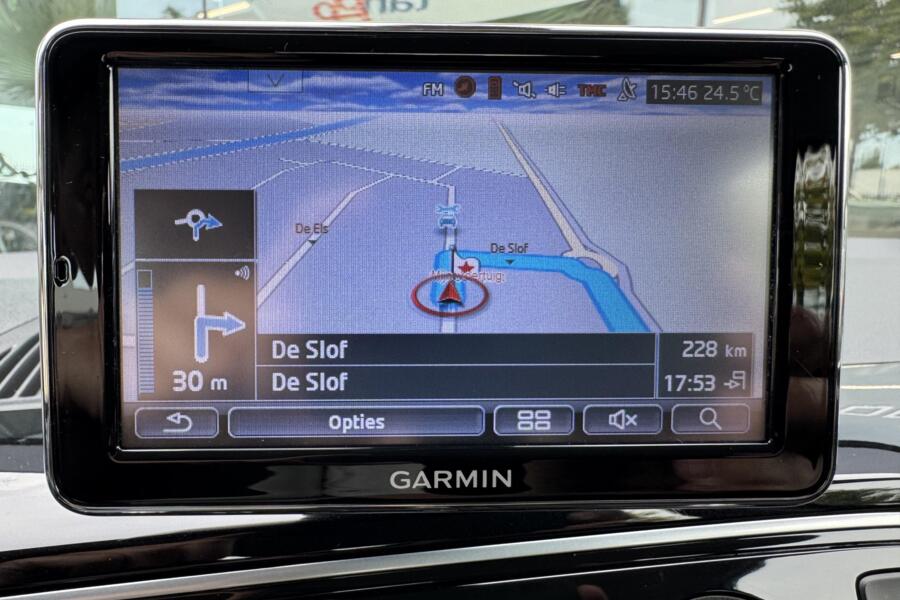 FM TMC 15:46 24.5°C
De Els
De Slof
De Slof 228 km
De Slof 17:53
30 m
Opties
GARMIN